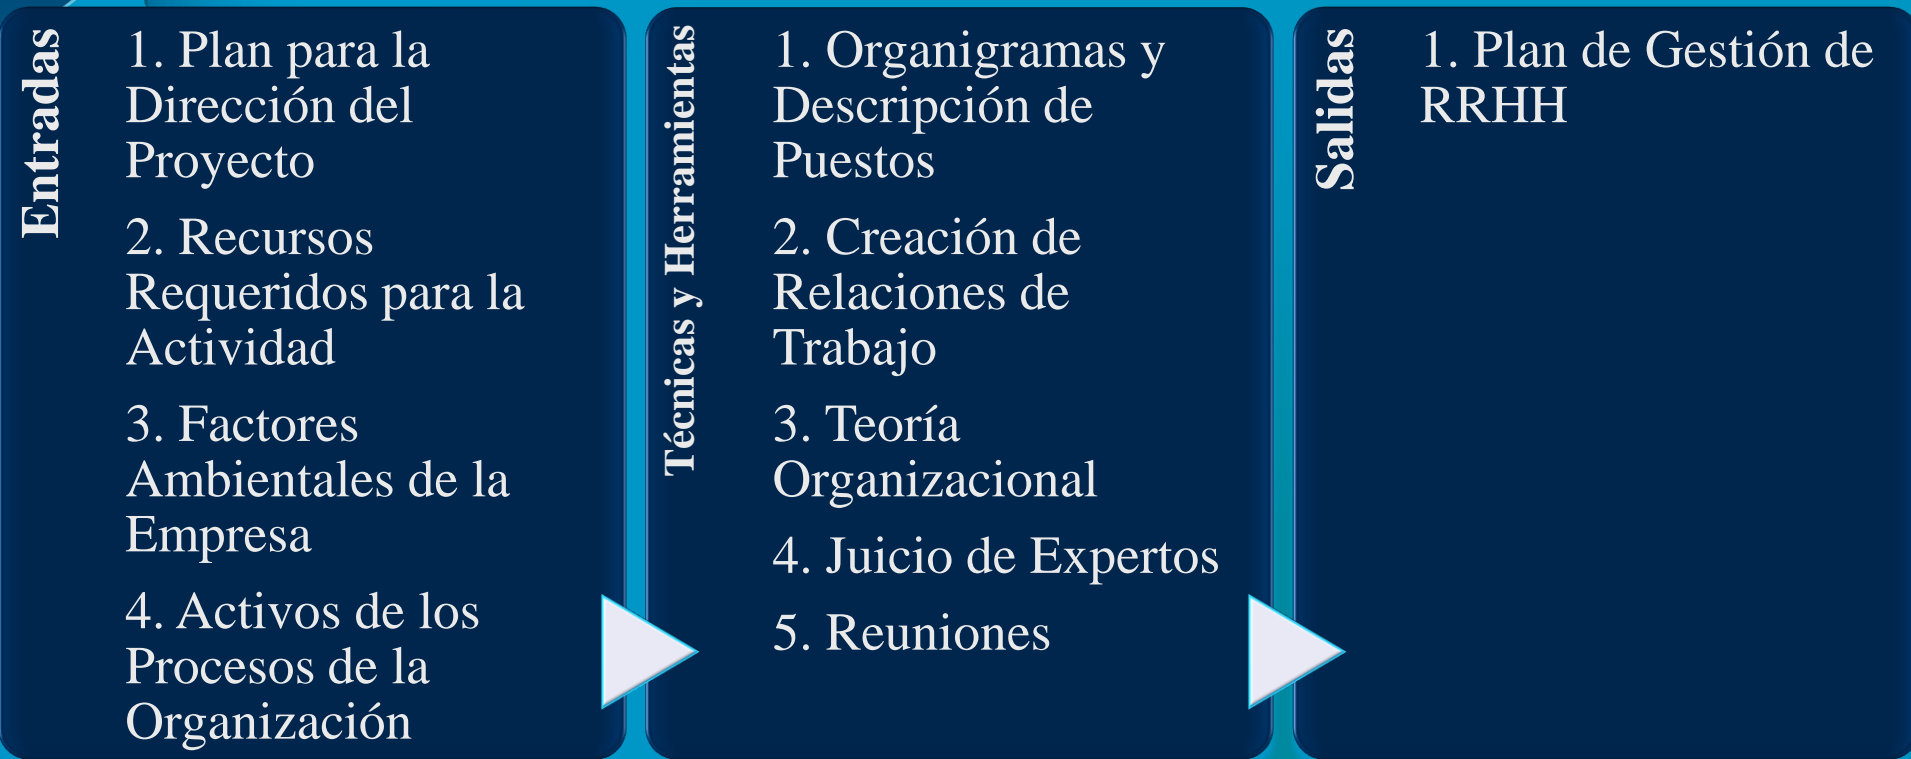 Entradas
1. Plan para la
Dirección del
Proyecto
2. Recursos
Requeridos para la
Actividad
3. Factores
Ambientales de la
Empresa
4. Activos de los
Procesos de la
Organización
Técnicas y Herramientas
1. Organigramas y
Descripción de
Puestos
2. Creación de
Relaciones de
Trabajo
3. Teoría
Organizacional
4. Juicio de Expertos
5. Reuniones
Salidas
1. Plan de Gestión de
RRHH